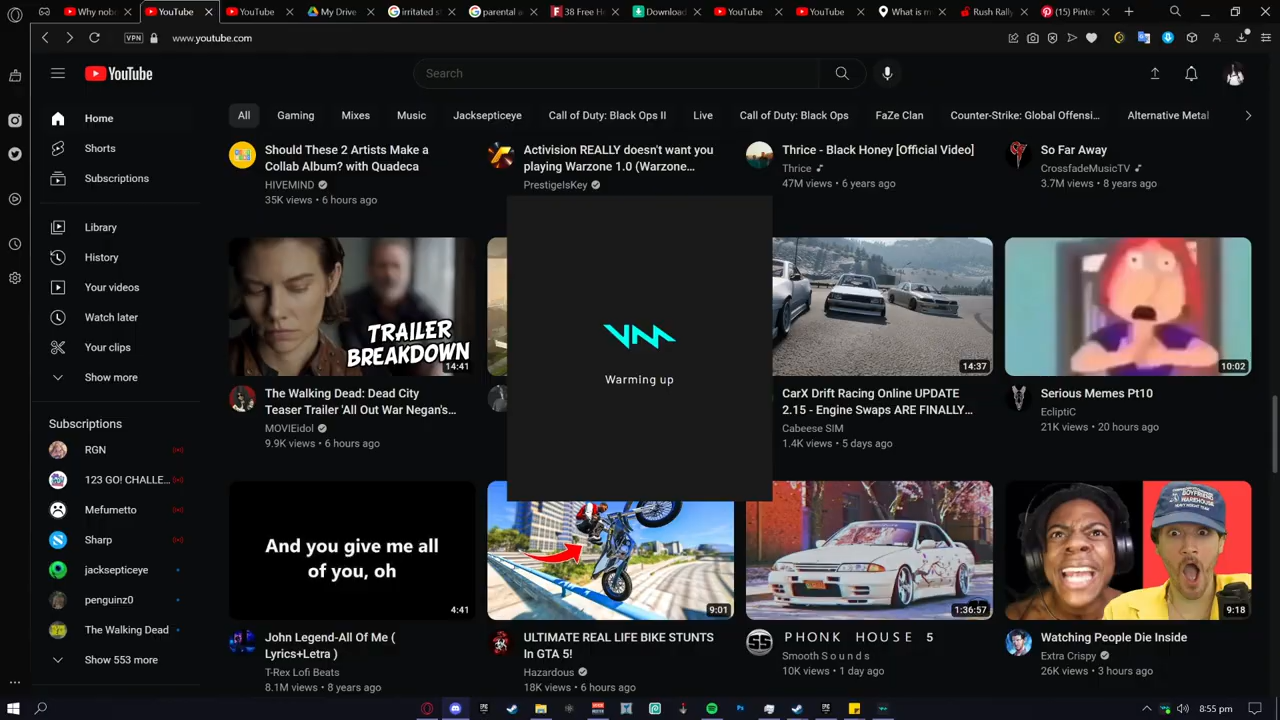 Why nob
YouTube
YouTube
My Drive
irritated s
parental a
38 Free H
Download
YouTube
YouTube
What is m
Rush Rally
(15) Pinte
VPN
www.youtube.com
YouTube
Search
All
Gaming
Mixes
Music
Jacksepticeye
Call of Duty: Black Ops II
Live
Call of Duty: Black Ops
FaZe Clan
Counter-Strike: Global Offensi...
Alternative Metal
Home
Shorts
Subscriptions
Library
History
Your videos
Watch later
Your clips
Show more
Subscriptions
RGN
123 GO! CHALLE...
Mefumetto
Sharp
jacksepticeye
penguinz0
The Walking Dead
Show 553 more
Should These 2 Artists Make a
Collab Album? with Quadeca
HIVEMIND
35K views • 6 hours ago
Activision REALLY doesn't want you
playing Warzone 1.0 (Warzone...
PrestigeIsKey
Thrice - Black Honey [Official Video]
Thrice
47M views • 6 years ago
So Far Away
CrossfadeMusicTV
3.7M views • 8 years ago
TRAILER
BREAKDOWN
14:41
The Walking Dead: Dead City
Teaser Trailer 'All Out War Negan's...
MOVIEidol
9.9K views • 6 hours ago
Warming up
14:37
CarX Drift Racing Online UPDATE
2.15 - Engine Swaps ARE FINALLY...
Cabeese SIM
1.4K views • 5 days ago
10:02
Serious Memes Pt10
EcliptiC
21K views • 20 hours ago
And you give me all
of you, oh
4:41
John Legend-All Of Me (
Lyrics+Letra )
T-Rex Lofi Beats
8.1M views • 8 years ago
9:01
ULTIMATE REAL LIFE BIKE STUNTS
In GTA 5!
Hazardous
18K views • 6 hours ago
1:36:57
PHONK HOUSE 5
Smooth S o u n d s
10K views • 1 day ago
BOYFRIEND
WAREHOUSE
9:18
Watching People Die Inside
Extra Crispy
26K views • 3 hours ago
8:55 pm